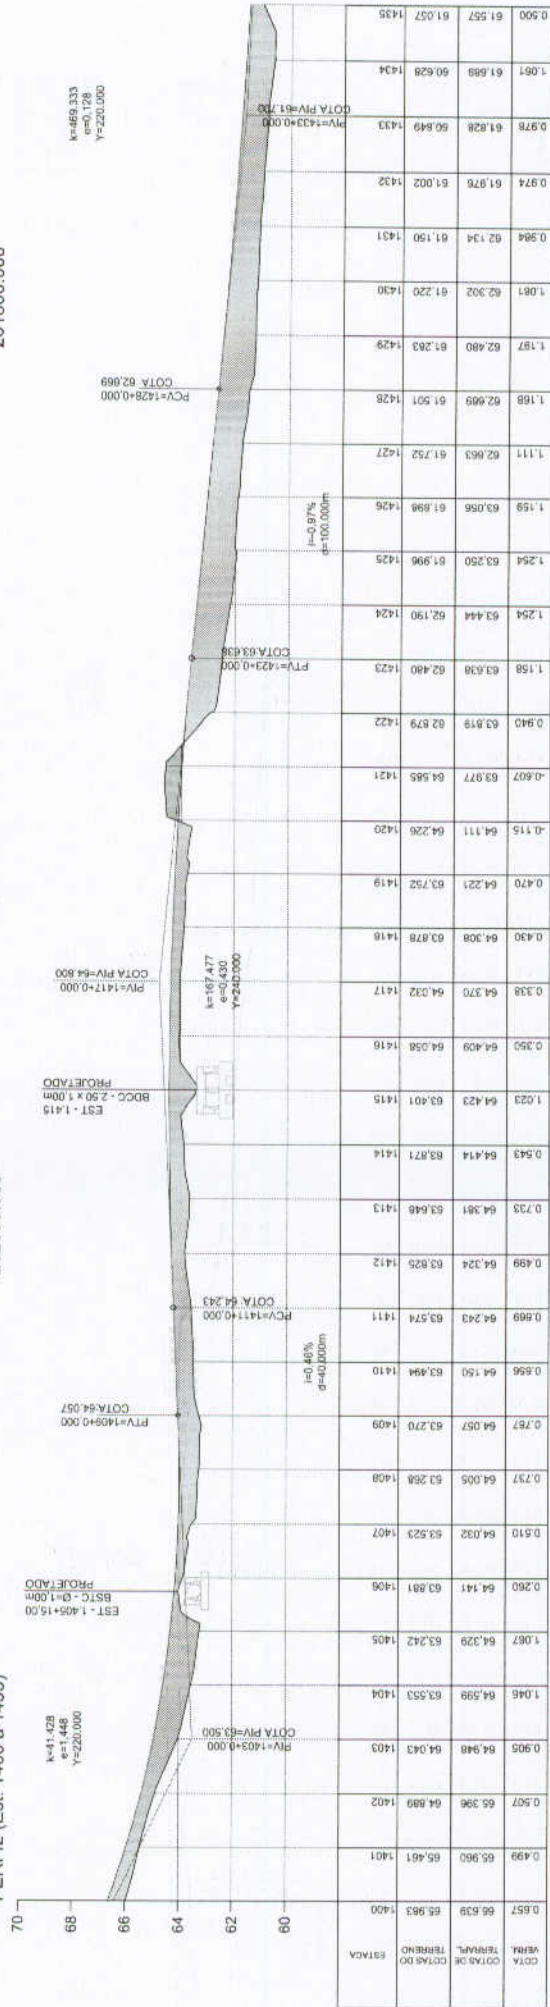 PERFIL (Est. 1400 a 1435)
70
68
66
64
62
60
k=41.428
e=1,448
Y=220.000
PIV=1403+0,000
COTA PIV=63.500
EST - 1.405+15,00
BSTC - Ø=1,00m
PROJETADO
PTV=1409+0,000
COTA:64.057
i=0.46%
d=40.000m
PCV=1411+0,000
COTA: 64.243
EST - 1.415
BDCC - 2,50 x 1,00m
PROJETADO
k=167.477
e=0,430
Y=240.000
PIV=1417+0,000
COTA PIV=64.800
PTV=1423+0,000
COTA:63.638
i=-0.97%
d=100.000m
PCV=1428+0,000
COTA 62,669
k=469.333
e=0,128
Y=220.000
PIV=1433+0,000
COTA PIV=61.700
ESTACA 1400 1401 1402 1403 1404 1405 1406 1407 1408 1409 1410 1411 1412 1413 1414 1415 1416 1417 1418 1419 1420 1421 1422 1423 1424 1425 1426 1427 1428 1429 1430 1431 1432 1433 1434 1435
COTAS DO TERRENO 65,983 65,461 64,889 64,043 63,553 63,242 63,881 63,523 63,268 63,270 63,494 63,574 63,825 63,648 63,871 63,401 64,058 64,032 63,878 63,752 64,226 64,585 62,879 62,480 62,190 61,996 61,898 61,752 61,501 61,283 61,220 61,150 61,002 60,849 60,628 61,057
COTAS DE TERRAPL. 66,639 65,960 65,396 64,948 64,599 64,329 64,141 64,032 64,005 64,057 64,150 64,243 64,324 64,381 64,414 64,423 64,409 64,370 64,308 64,221 64,111 63,977 63,819 63,638 63,444 63,250 63,056 62,863 62,669 62,480 62,302 62,134 61,976 61,828 61,689 61,557
COTA VERM. 0.657 0.499 0.507 0.905 1.046 1.087 0.260 0.510 0.737 0.787 0.656 0.669 0.499 0.733 0.543 1.023 0.350 0.338 0.430 0.470 -0.115 -0.607 0.940 1.158 1.254 1.254 1.159 1.111 1.168 1.197 1.081 0.984 0.974 0.978 1.061 0.500